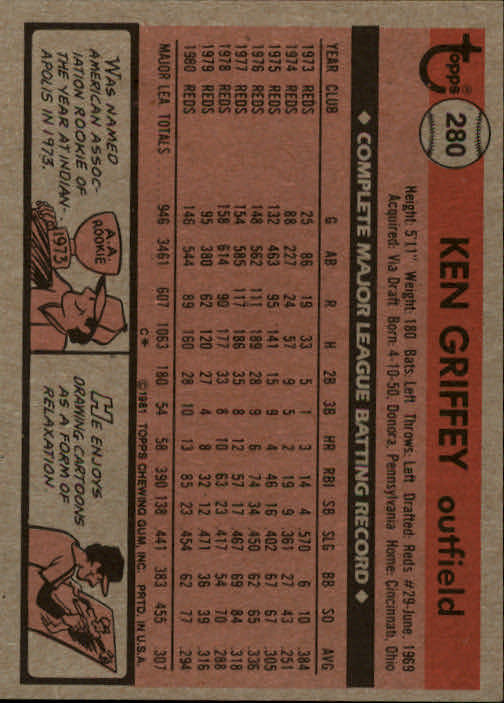 Topps®
280
KEN GRIFFEY outfield
Height: 5'11" Weight: 180 Bats: Left Throws: Left Drafted: Reds #29-June, 1969
Acquired: Via Draft Born: 4-10-50, Donora, Pennsylvania Home: Cincinnati, Ohio
◆ COMPLETE MAJOR LEAGUE BATTING RECORD ◆
YEAR CLUB G AB R H 2B 3B HR RBI SB SLG BB SO AVG
1973 REDS 25 86 19 33 5 1 3 14 4 .570 6 10 .384
1974 REDS 88 227 24 57 9 5 2 19 9 .361 27 43 .251
1975 REDS 132 463 95 141 15 9 4 46 16 .402 67 67 .305
1976 REDS 148 562 111 189 28 9 6 74 34 .450 62 65 .336
1977 REDS 154 585 117 186 35 8 12 57 17 .467 69 84 .318
1978 REDS 158 614 90 177 33 8 10 63 23 .417 54 70 .288
1979 REDS 95 380 62 120 27 4 8 32 12 .471 36 39 .316
1980 REDS 146 544 89 160 28 10 13 85 23 .454 62 77 .294
MAJOR LEA. TOTALS 946 3461 607 1063 180 54 58 390 138 .441 383 455 .307
C* ©1981 TOPPS CHEWING GUM, INC. PRTD. IN U.S.A.
WAS NAMED
AMERICAN ASSOC-
IATION ROOKIE OF
THE YEAR AT INDIAN-
APOLIS IN 1973.
A.A.
ROOKIE
1973
HE ENJOYS
DRAWING CARTOONS
AS A FORM OF
RELAXATION.